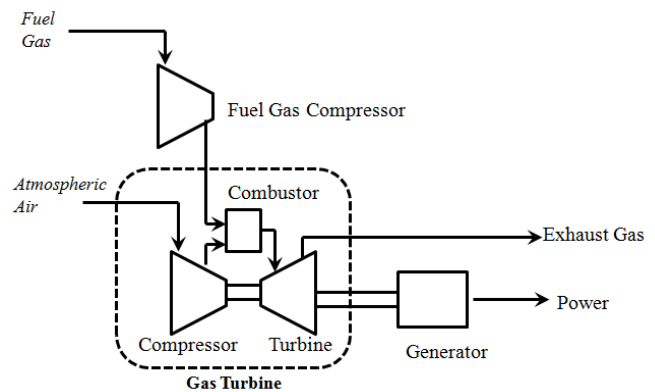 Fuel
Gas
Fuel Gas Compressor
Atmospheric
Air
Combustor
Exhaust Gas
Power
Compressor
Turbine
Generator
Gas Turbine